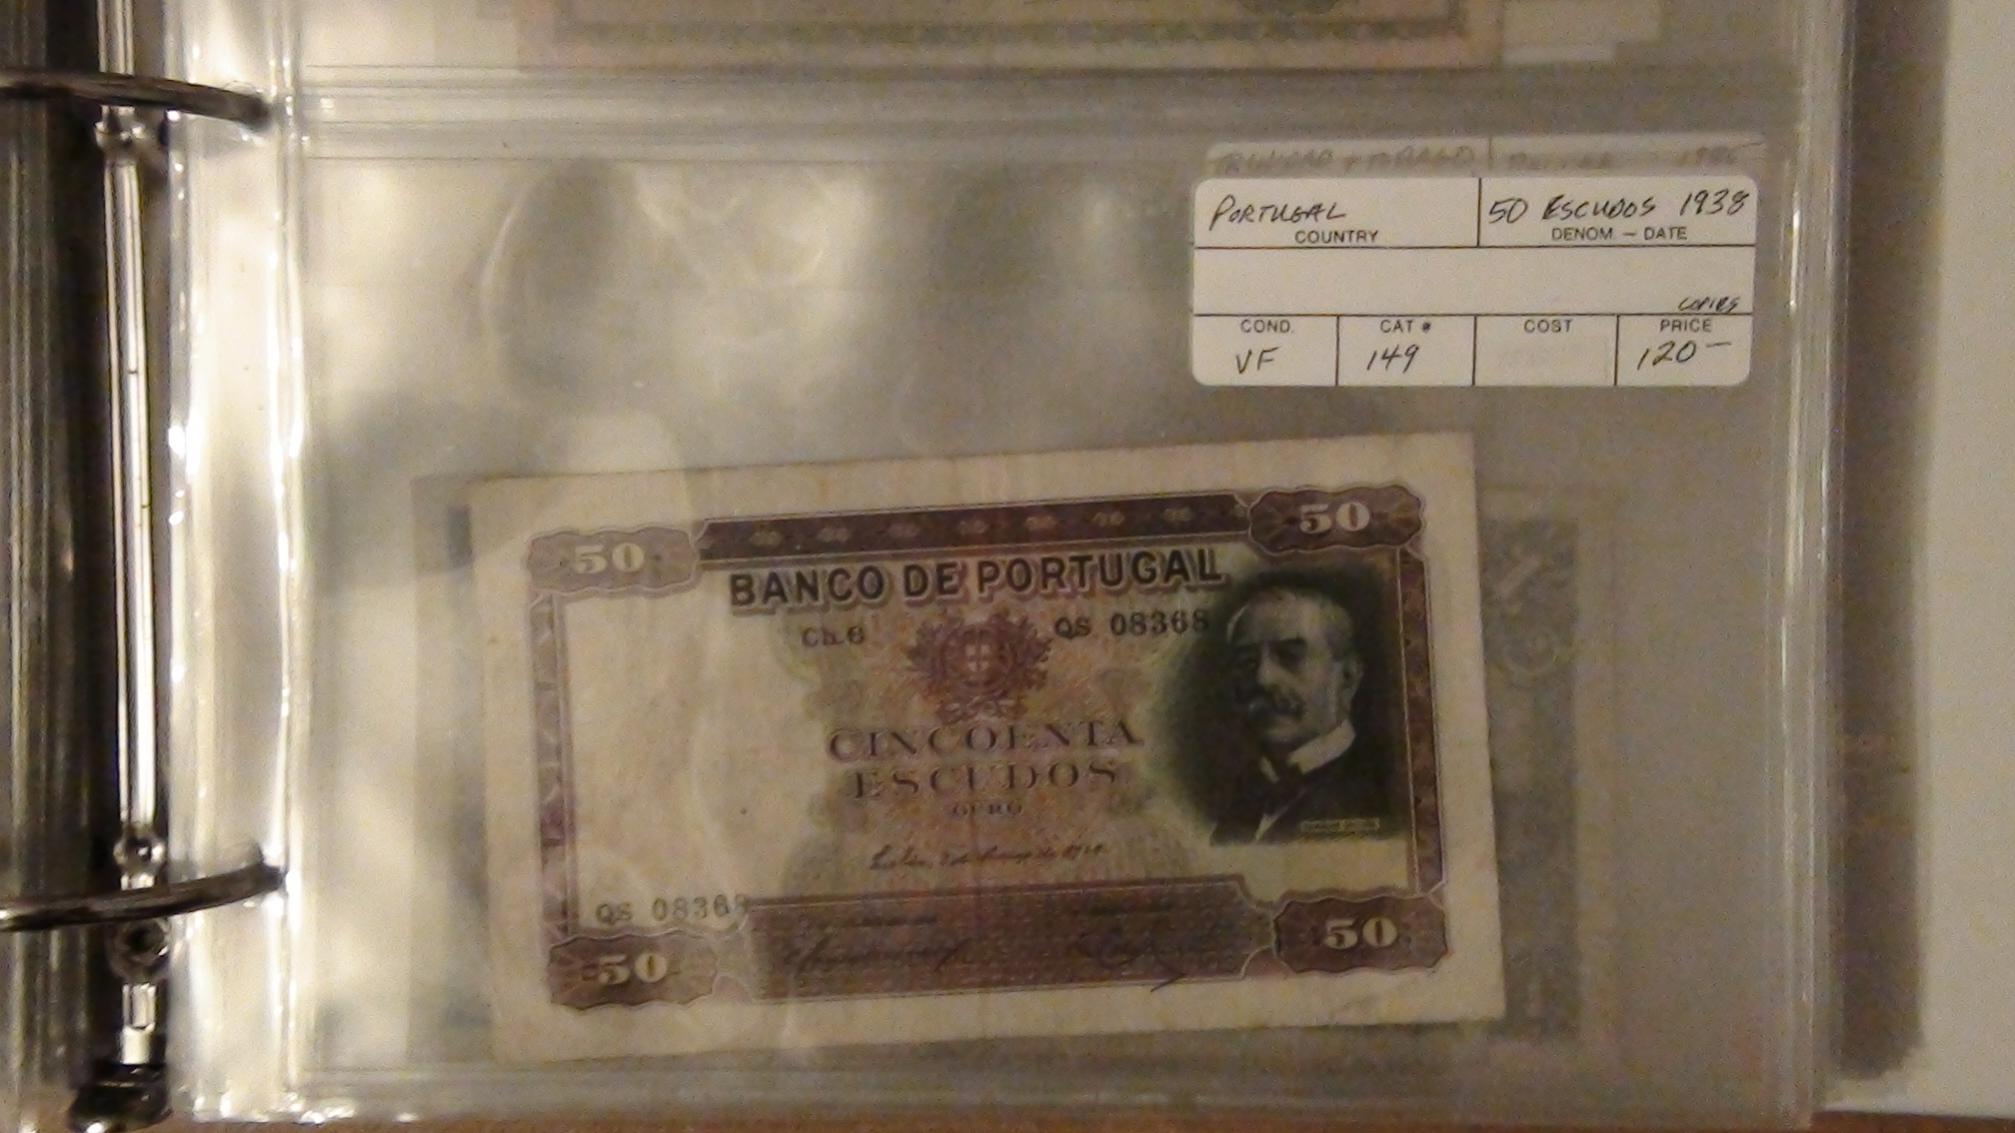 PORTUGAL
COUNTRY
50 ESCUDOS 1938
DENOM. – DATE
COPIES
COND.
VF
CAT #
149
COST
PRICE
120 —
50
50
BANCO DE PORTUGAL
Ch.6
QS 08368
CINCOENTA
ESCUDOS
OURO
QS 08368
50
50